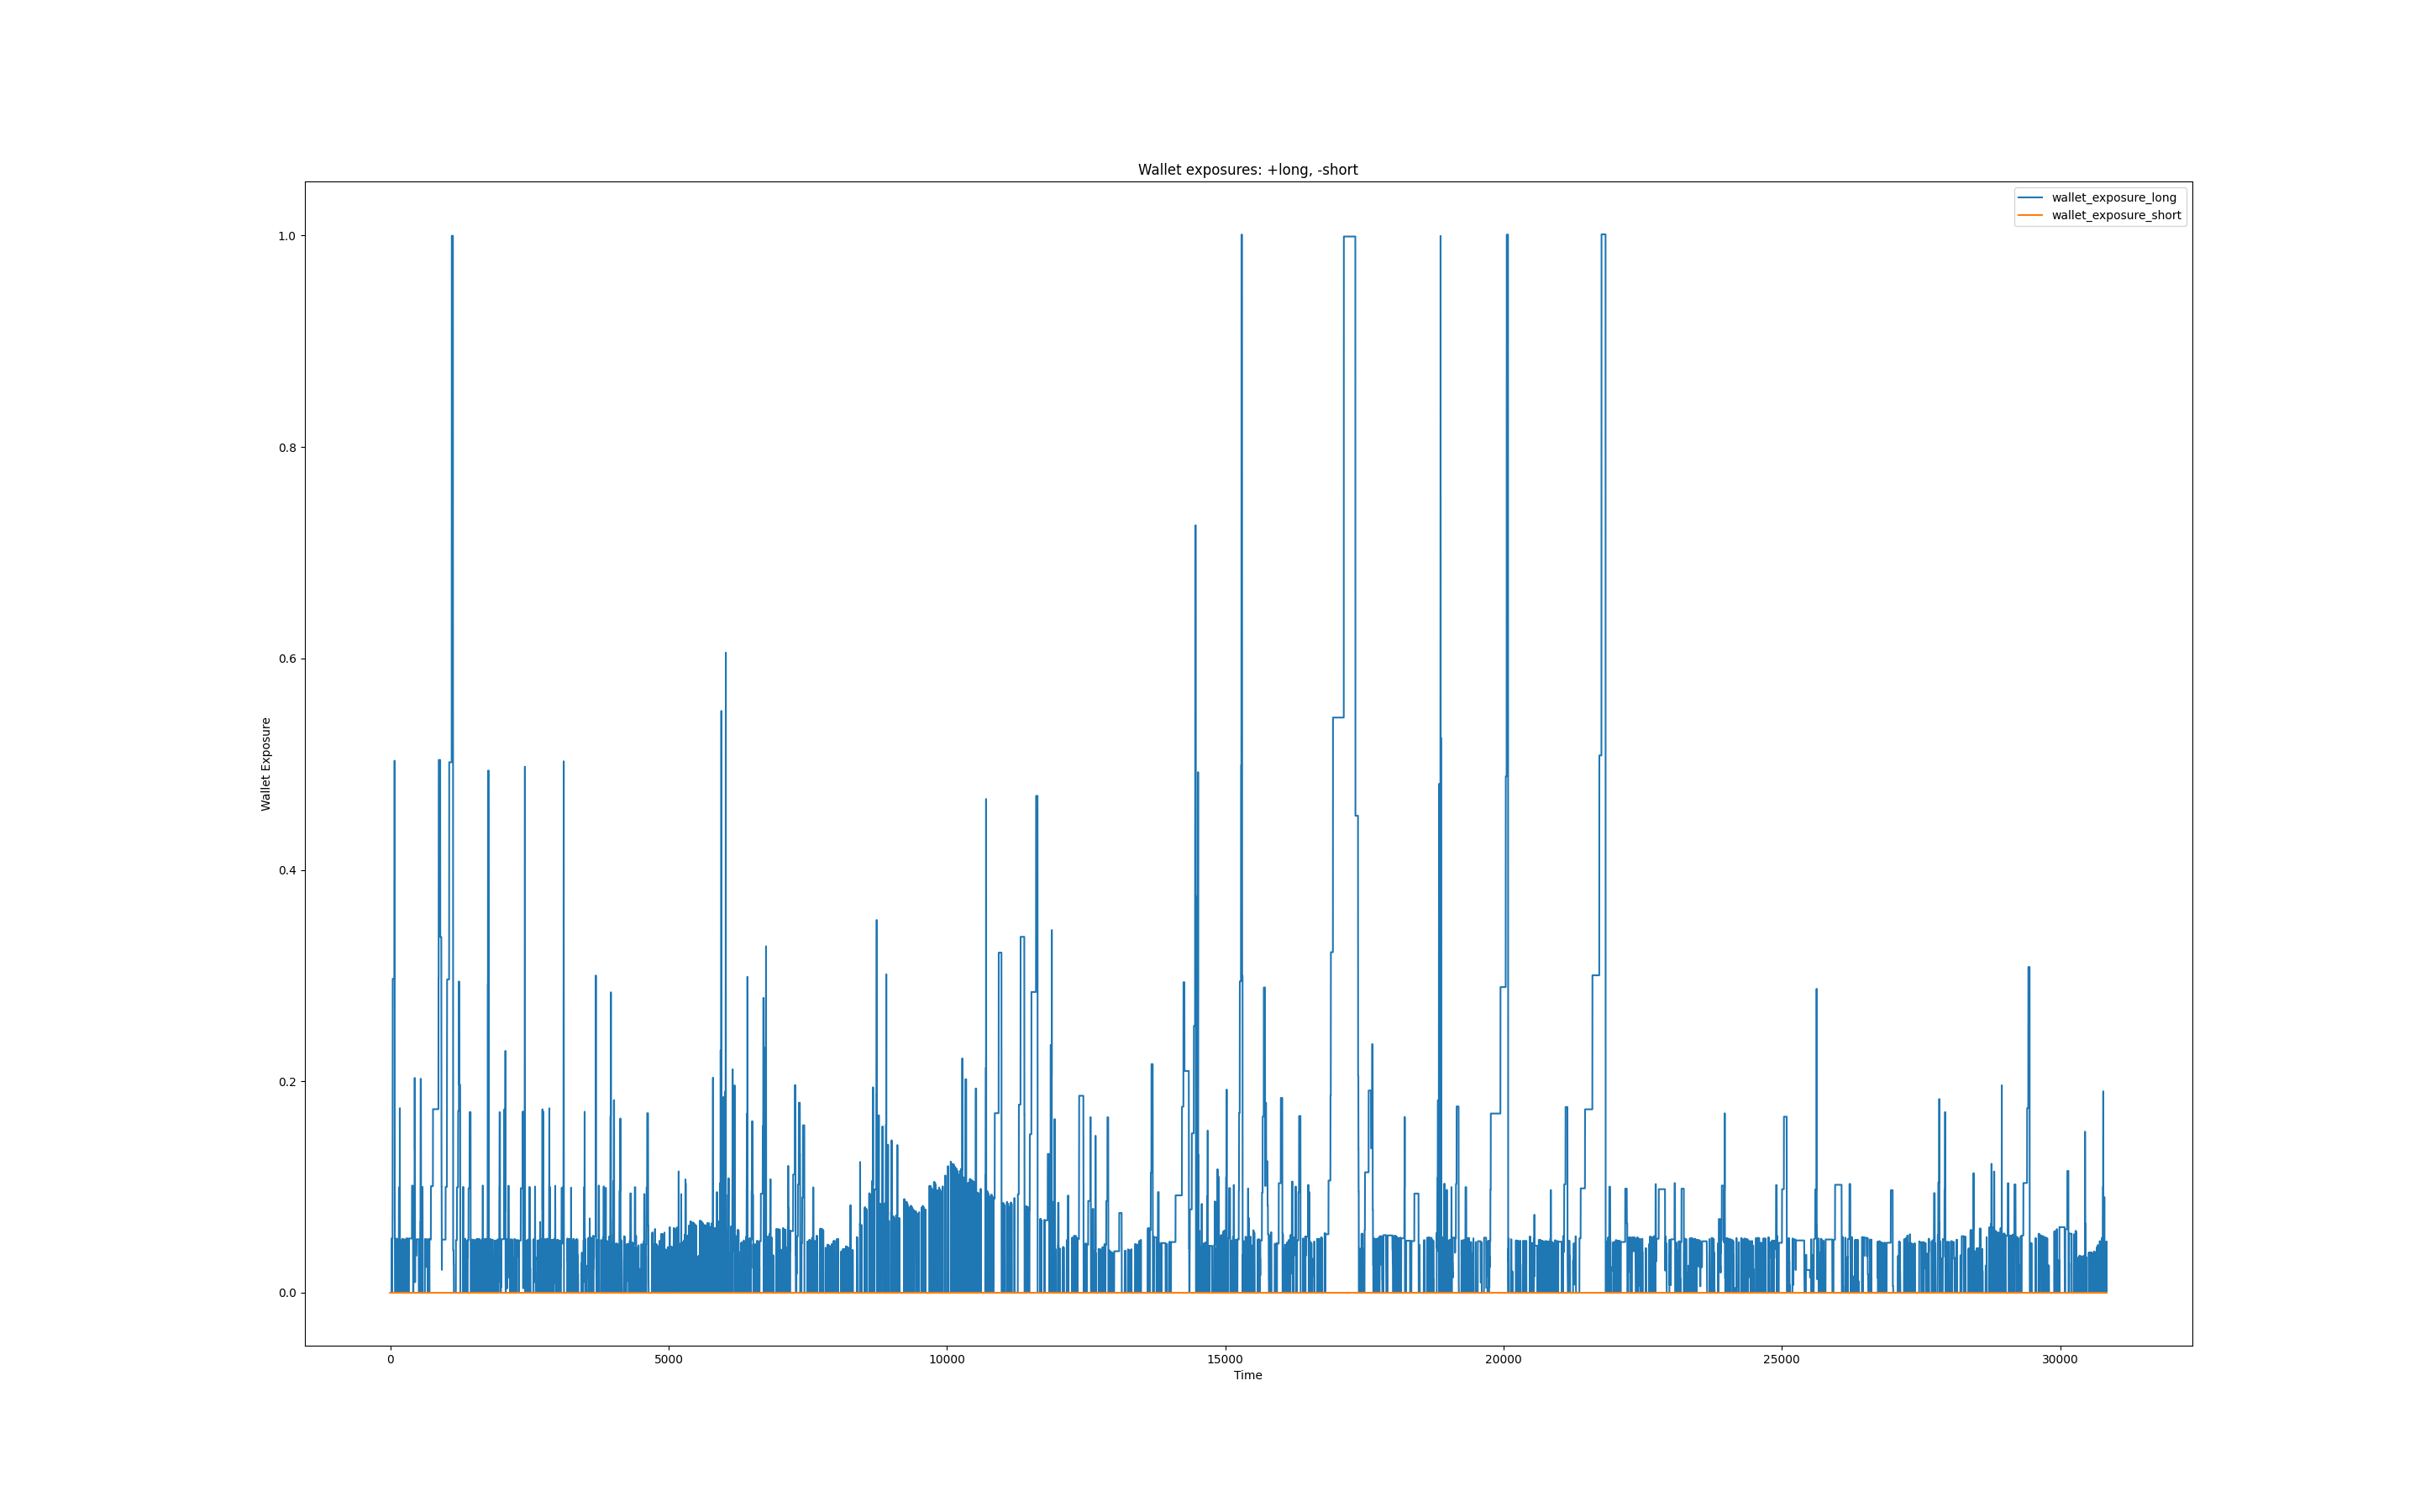 Wallet exposures: +long, -short
wallet_exposure_long
wallet_exposure_short
1.0
0.8
0.6
0.4
0.2
0.0
Wallet Exposure
0 5000 10000 15000 20000 25000 30000
Time